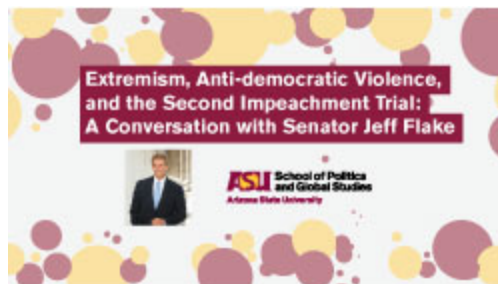 Extremism, Anti-democratic Violence,
and the Second Impeachment Trial:
A Conversation with Senator Jeff Flake
ASU School of Politics
and Global Studies
Arizona State University